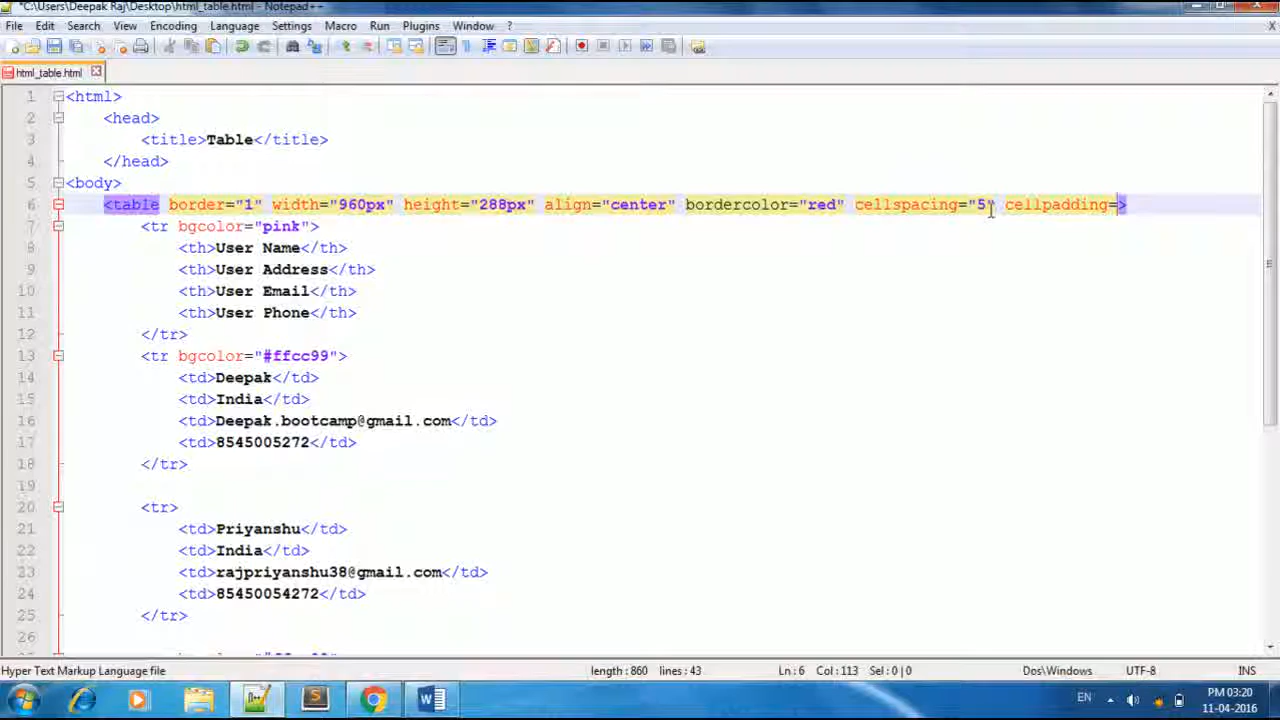 *C:\Users\Deepak Raj\Desktop\html_table.html - Notepad++
File Edit Search View Encoding Language Settings Macro Run Plugins Window ? X
html_table.html
1 <html>
2 <head>
3 <title>Table</title>
4 </head>
5 <body>
6 <table border="1" width="960px" height="288px" align="center" bordercolor="red" cellspacing="5" cellpadding=>
7 <tr bgcolor="pink">
8 <th>User Name</th>
9 <th>User Address</th>
10 <th>User Email</th>
11 <th>User Phone</th>
12 </tr>
13 <tr bgcolor="#ffcc99">
14 <td>Deepak</td>
15 <td>India</td>
16 <td>Deepak.bootcamp@gmail.com</td>
17 <td>8545005272</td>
18 </tr>
19
20 <tr>
21 <td>Priyanshu</td>
22 <td>India</td>
23 <td>rajpriyanshu38@gmail.com</td>
24 <td>85450054272</td>
25 </tr>
26
Hyper Text Markup Language file length : 860 lines : 43 Ln : 6 Col : 113 Sel : 0 | 0 Dos\Windows UTF-8 INS
EN PM 03:20
11-04-2016